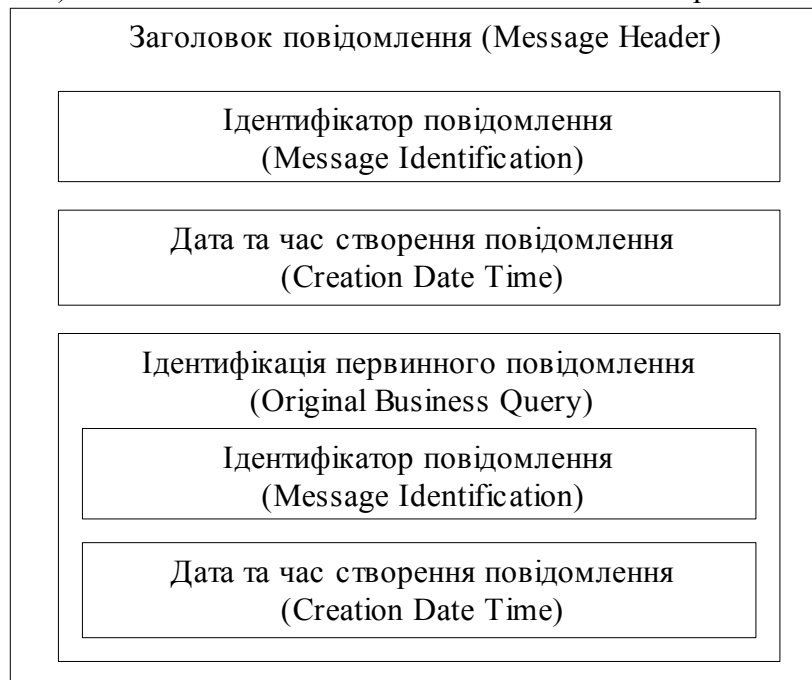 Заголовок повідомлення (Message Header)
Ідентифікатор повідомлення
(Message Identification)
Дата та час створення повідомлення
(Creation Date Time)
Ідентифікація первинного повідомлення
(Original Business Query)
Ідентифікатор повідомлення
(Message Identification)
Дата та час створення повідомлення
(Creation Date Time)